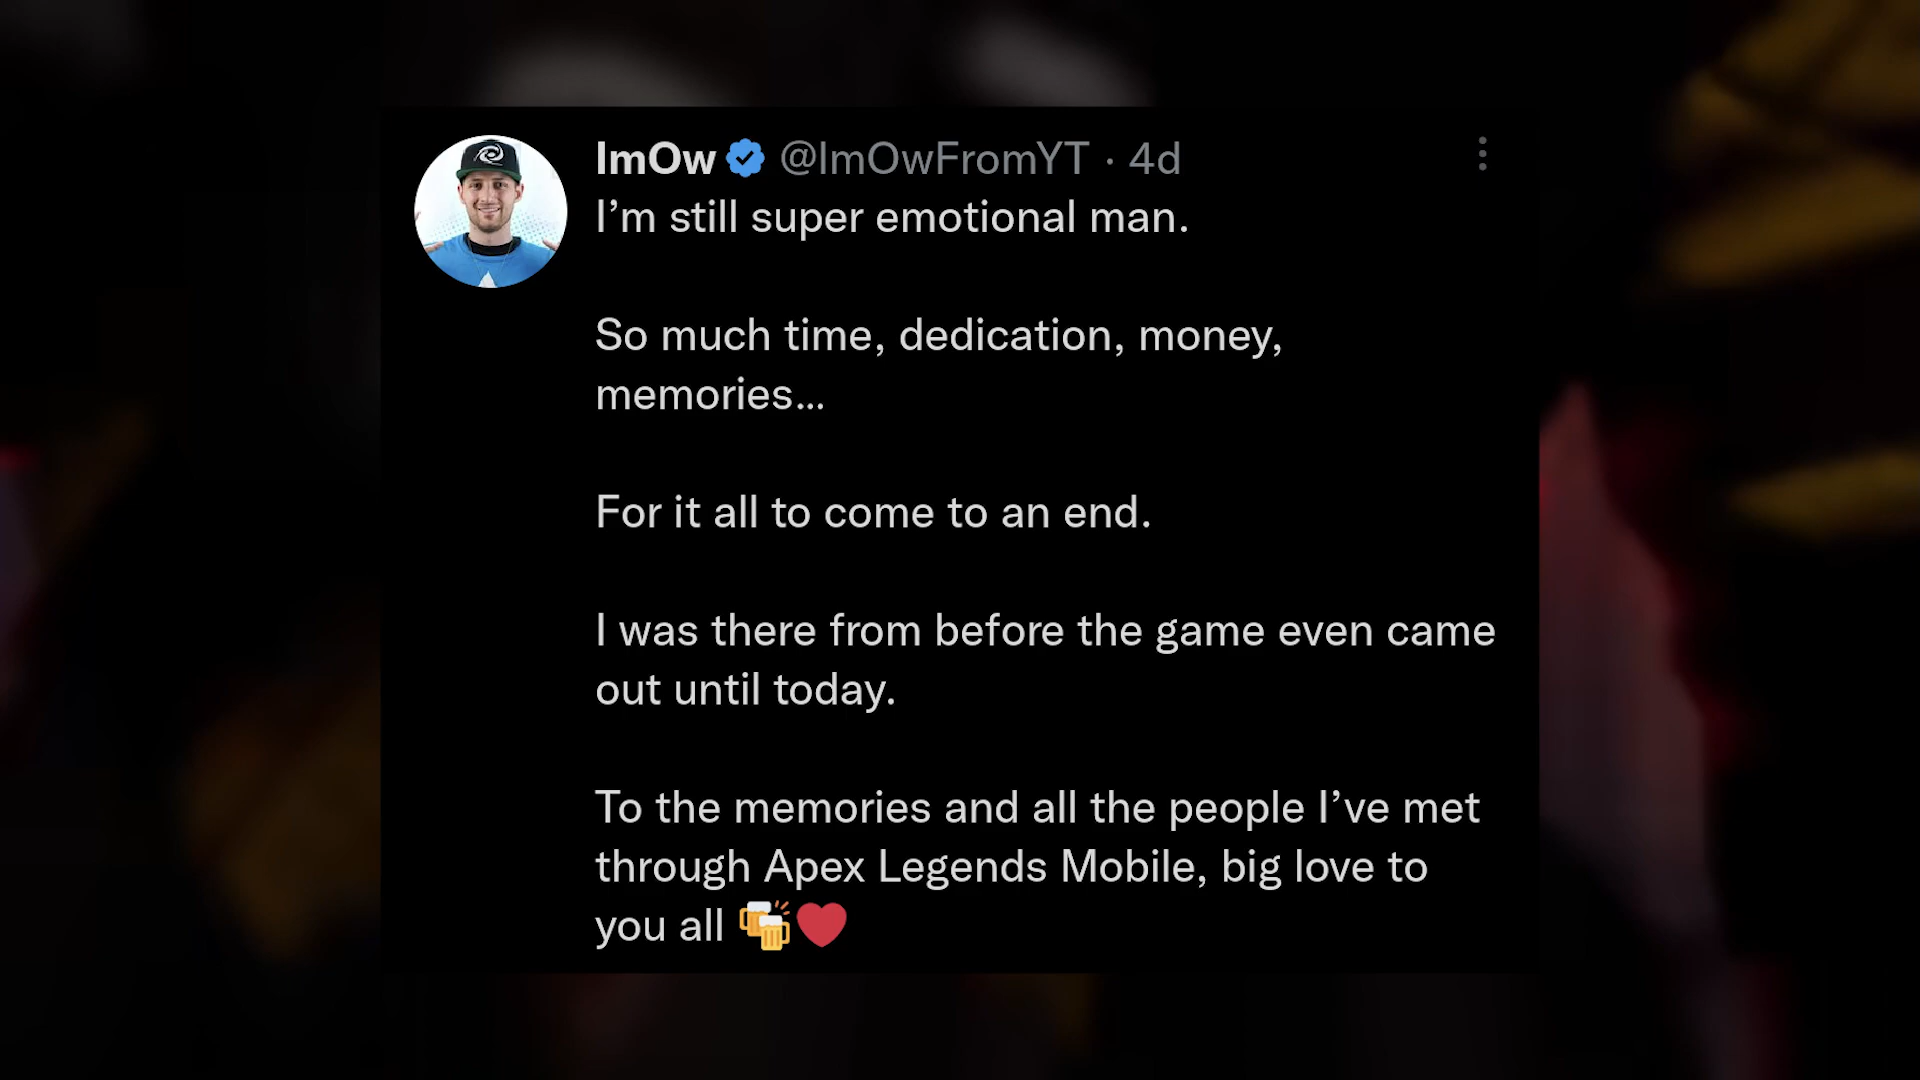 ImOw @ImOwFromYT · 4d
I’m still super emotional man.
So much time, dedication, money,
memories...
For it all to come to an end.
I was there from before the game even came
out until today.
To the memories and all the people I’ve met
through Apex Legends Mobile, big love to
you all 🍻❤️